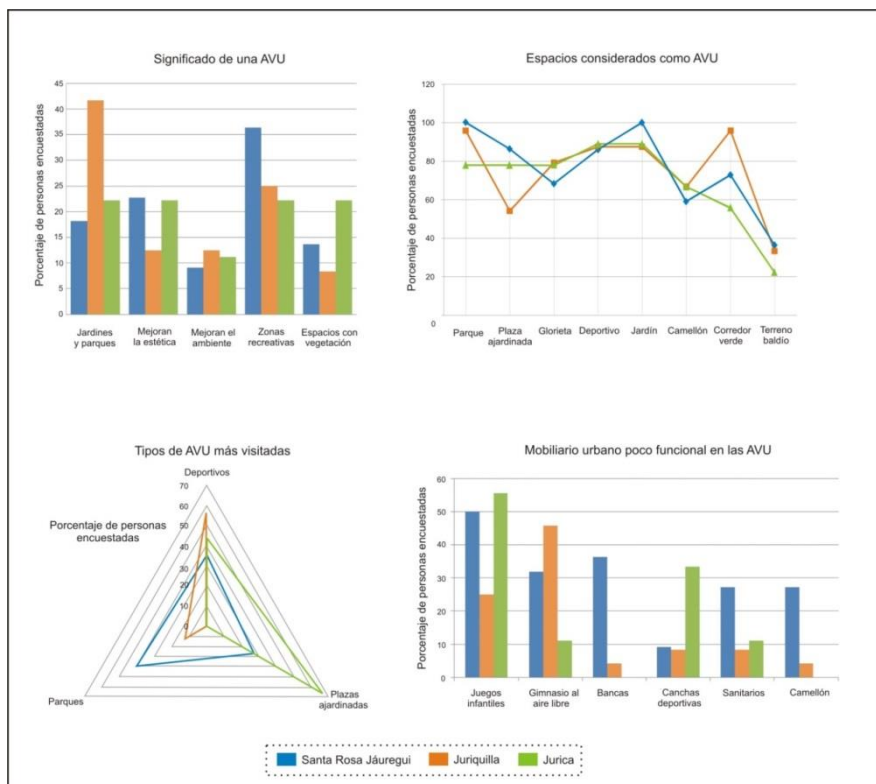 Significado de una AVU
Porcentaje de personas encuestadas
45
40
35
30
25
20
15
10
5
0
Jardines
y parques
Mejoran
la estética
Mejoran el
ambiente
Zonas
recreativas
Espacios con
vegetación
Espacios considerados como AVU
Porcentaje de personas encuestadas
120
100
80
60
40
20
0
Parque
Plaza
ajardinada
Glorieta
Deportivo
Jardín
Camellón
Corredor
verde
Terreno
baldío
Tipos de AVU más visitadas
Deportivos
Porcentaje de personas
encuestadas
70
60
50
40
30
20
10
0
Parques
Plazas
ajardinadas
Mobiliario urbano poco funcional en las AVU
Porcentaje de personas encuestadas
60
50
40
30
20
10
0
Juegos
infantiles
Gimnasio al
aire libre
Bancas
Canchas
deportivas
Sanitarios
Camellón
Santa Rosa Jáuregui
Juriquilla
Jurica